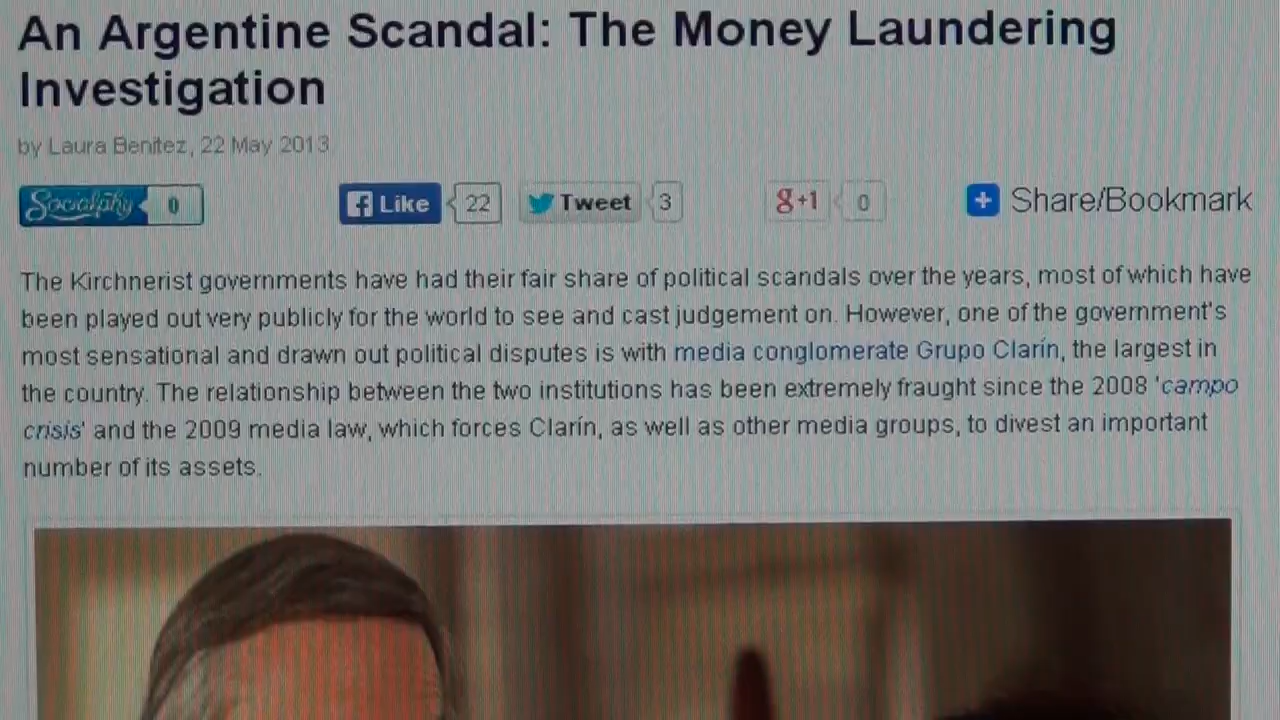 An Argentine Scandal: The Money Laundering
Investigation
by Laura Benitez, 22 May 2013
Socialphy 0 Like 22 Tweet 3 g+1 0 Share/Bookmark
The Kirchnerist governments have had their fair share of political scandals over the years, most of which have
been played out very publicly for the world to see and cast judgement on. However, one of the government's
most sensational and drawn out political disputes is with media conglomerate Grupo Clarín, the largest in
the country. The relationship between the two institutions has been extremely fraught since the 2008 'campo
crisis' and the 2009 media law, which forces Clarín, as well as other media groups, to divest an important
number of its assets.